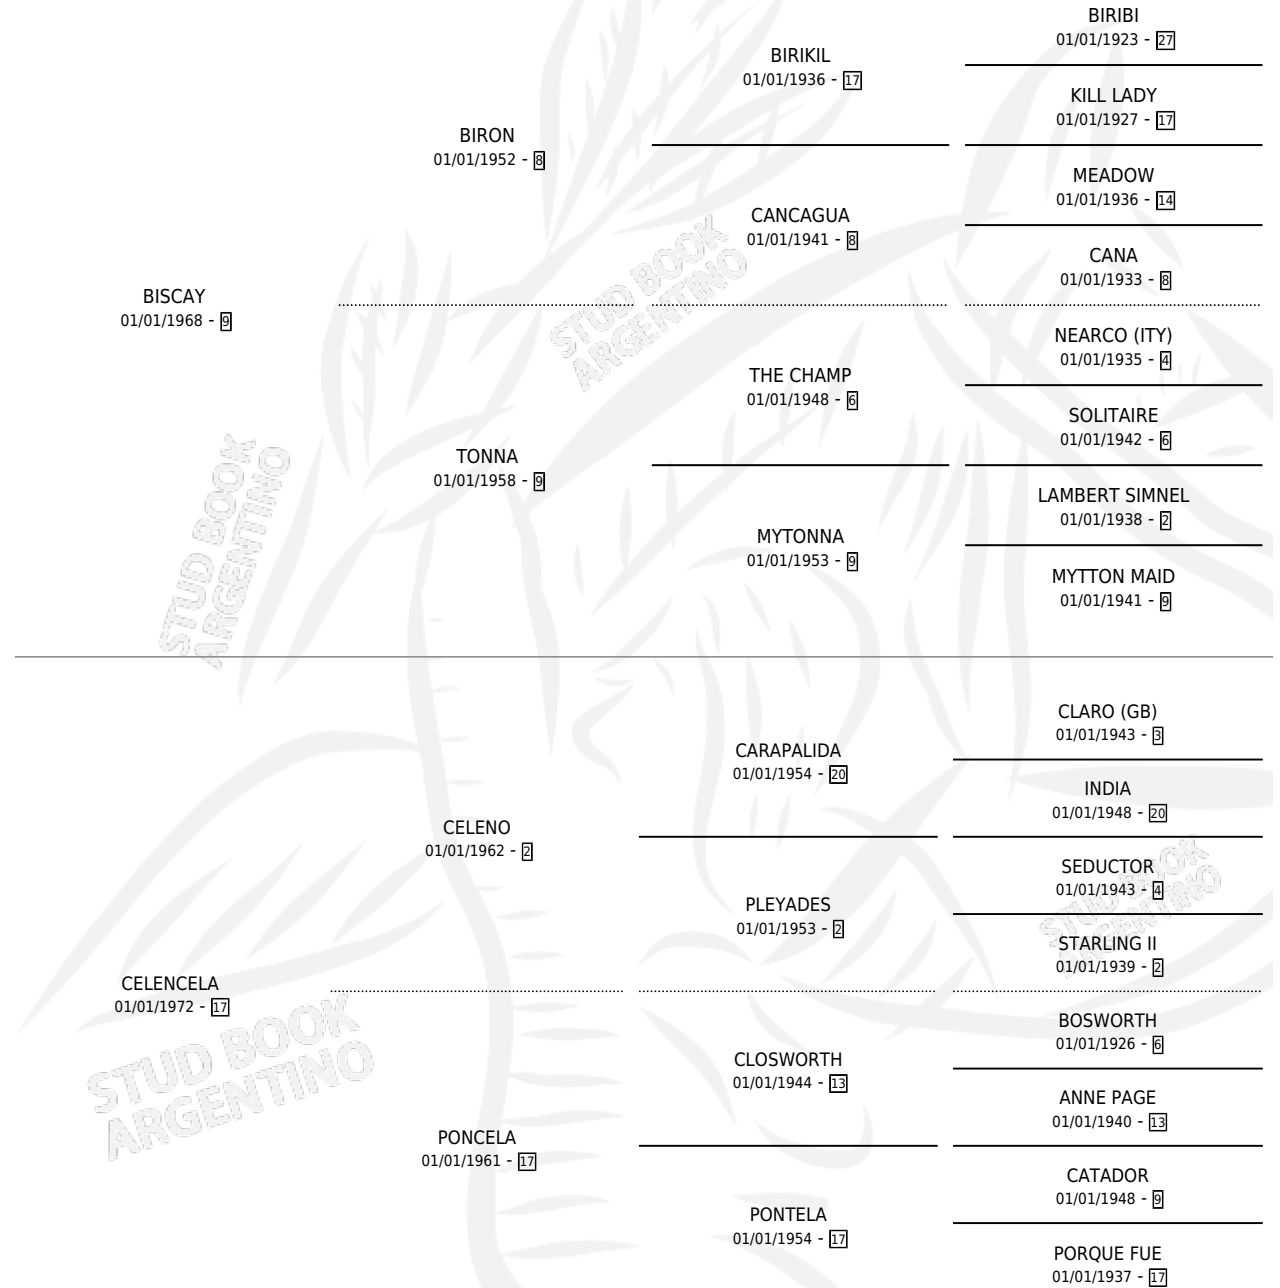 BIRIBI
01/01/1923 - 27
BIRIKIL
01/01/1936 - 17
KILL LADY
01/01/1927 - 17
BIRON
01/01/1952 - 8
MEADOW
01/01/1936 - 14
CANCAGUA
01/01/1941 - 8
CANA
01/01/1933 - 8
BISCAY
01/01/1968 - 9
STUD BOOK
ARGENTINO
NEARCO (ITY)
01/01/1935 - 4
THE CHAMP
01/01/1948 - 6
SOLITAIRE
01/01/1942 - 6
TONNA
01/01/1958 - 9
LAMBERT SIMNEL
01/01/1938 - 2
MYTONNA
01/01/1953 - 9
MYTTON MAID
01/01/1941 - 9
STUD BOOK
ARGENTINO
CLARO (GB)
01/01/1943 - 3
CARAPALIDA
01/01/1954 - 20
INDIA
01/01/1948 - 20
CELENO
01/01/1962 - 2
SEDUCTOR
01/01/1943 - 4
PLEYADES
01/01/1953 - 2
STARLING II
01/01/1939 - 2
STUD BOOK
ARGENTINO
CELENCELA
01/01/1972 - 17
STUD BOOK
ARGENTINO
BOSWORTH
01/01/1926 - 6
CLOSWORTH
01/01/1944 - 13
ANNE PAGE
01/01/1940 - 13
PONCELA
01/01/1961 - 17
CATADOR
01/01/1948 - 9
PONTELA
01/01/1954 - 17
PORQUE FUE
01/01/1937 - 17